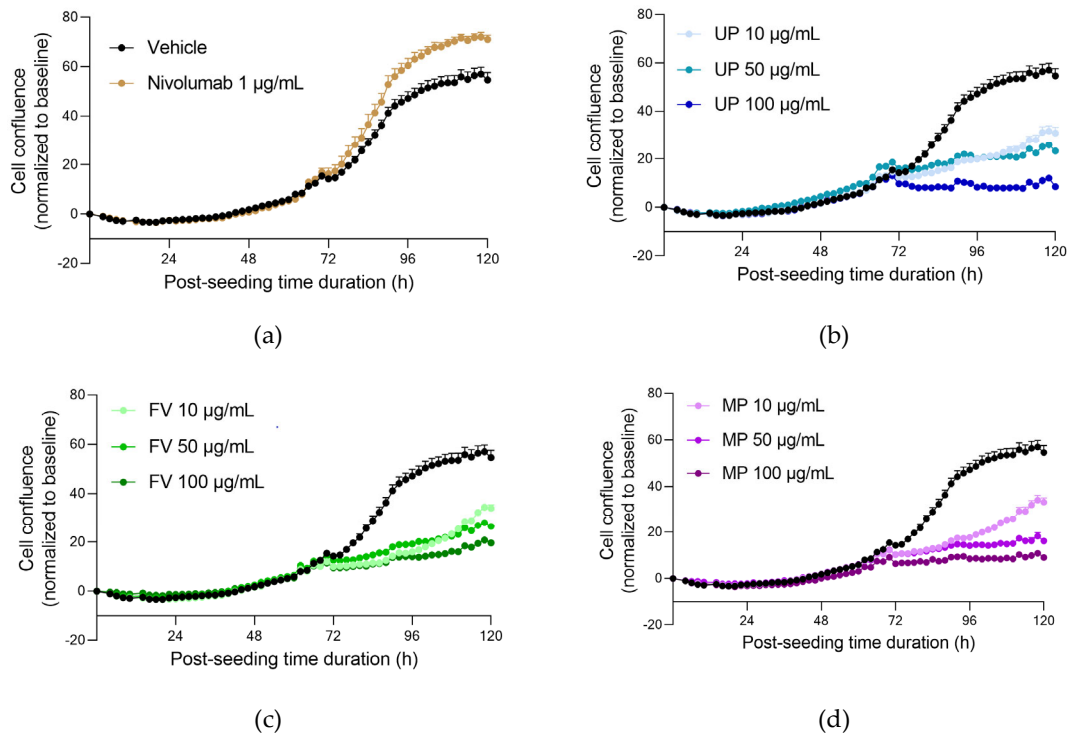 80
60
40
20
0
-20
Cell confluence
(normalized to baseline)
Vehicle
Nivolumab 1 µg/mL
24
48
72
96
120
Post-seeding time duration (h)
(a)
80
60
40
20
0
-20
Cell confluence
(normalized to baseline)
UP 10 µg/mL
UP 50 µg/mL
UP 100 µg/mL
24
48
72
96
120
Post-seeding time duration (h)
(b)
80
60
40
20
0
-20
Cell confluence
(normalized to baseline)
FV 10 µg/mL
FV 50 µg/mL
FV 100 µg/mL
24
48
72
96
120
Post-seeding time duration (h)
(c)
80
60
40
20
0
-20
Cell confluence
(normalized to baseline)
MP 10 µg/mL
MP 50 µg/mL
MP 100 µg/mL
24
48
72
96
120
Post-seeding time duration (h)
(d)